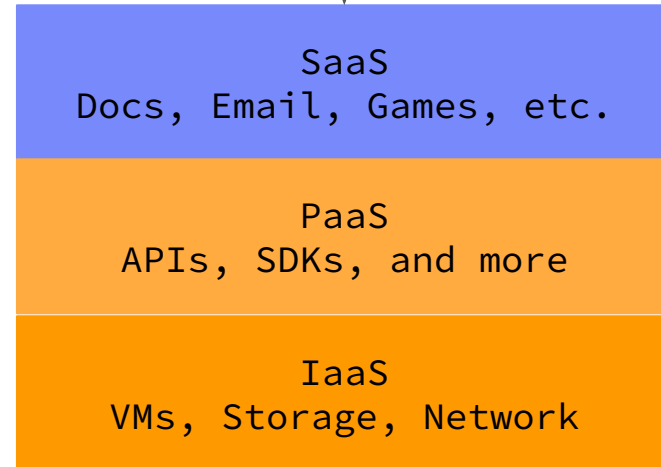 SaaS
Docs, Email, Games, etc.
PaaS
APIs, SDKs, and more
IaaS
VMs, Storage, Network